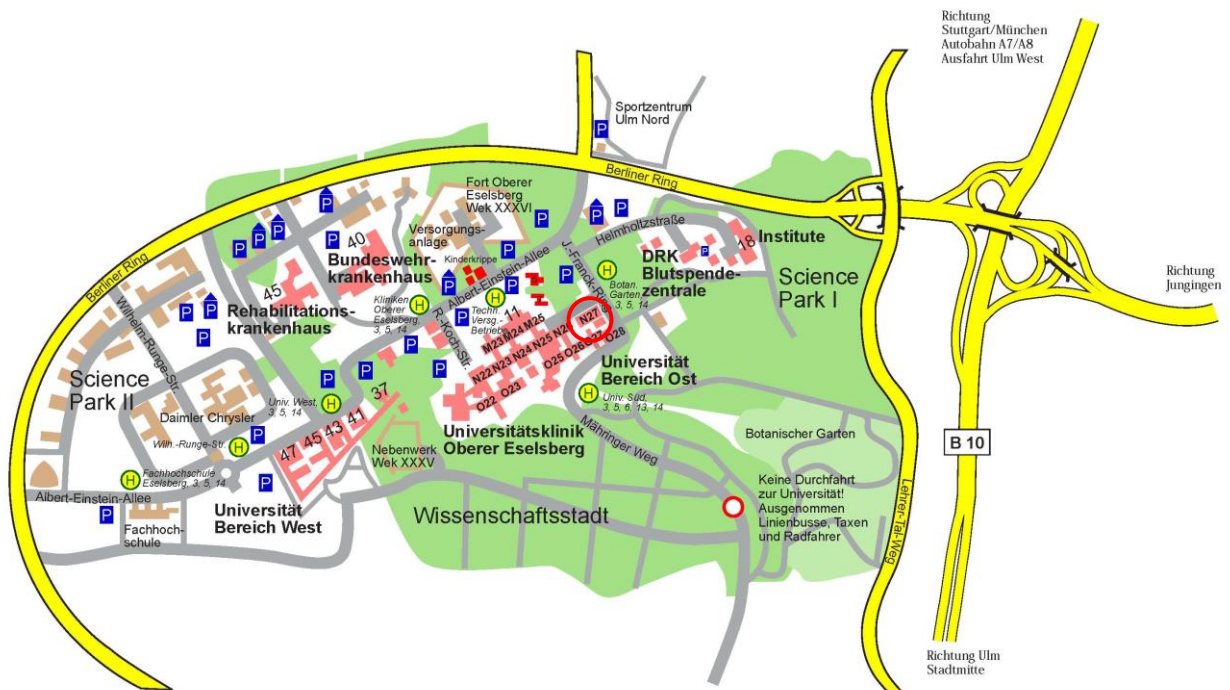 Richtung
Stuttgart/München
Autobahn A7/A8
Ausfahrt Ulm West
Sportzentrum
Ulm Nord
Berliner Ring
Fort Oberer
Eselsberg
Wek XXXVI
Versorgungs-
anlage
Kinderkrippe
Helmholtzstraße
18
Institute
DRK
Blutspende-
zentrale
Science
Park I
Richtung
Jungingen
Berliner Ring
40
Bundeswehr-
krankenhaus
45
Rehabilitations-
krankenhaus
Albert-Einstein-Allee
Kliniken
Oberer
Eselsberg,
3, 5, 14
Techn.
Versg.-
Betriebe
Botan.
Garten,
3, 5, 14
R.-Koch-Str.
11
M23 M24 M25
N22 N23 N24 N25 N26 N27
O22 O23 O25 O26 O27 O28
Wilhelm-Runge-Str.
Science
Park II
Daimler Chrysler
Univ. West,
3, 5, 14
Wilh.-Runge-Str.
37
47 45 43 41
Fachhochschule
Eselsberg, 3, 5, 14
Albert-Einstein-Allee
Fachhoch-
schule
Universität
Bereich West
Nebenwerk
Wek XXXV
Universitätsklinik
Oberer Eselsberg
Universität
Bereich Ost
Univ. Süd,
3, 5, 6, 13, 14
Mähringer Weg
Botanischer Garten
Wissenschaftsstadt
Keine Durchfahrt
zur Universität!
Ausgenommen
Linienbusse, Taxen
und Radfahrer
Lehrer-Tal-Weg
B 10
Richtung Ulm
Stadtmitte